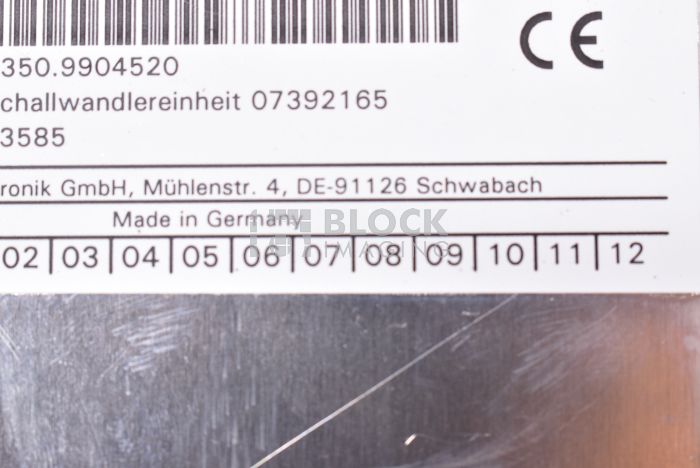 CE
350.9904520
challwandlereinheit 07392165
3585
ronik GmbH, Mühlenstr. 4, DE-91126 Schwabach
Made in Germany
BLOCK
IMAGING
02 03 04 05 06 07 08 09 10 11 12